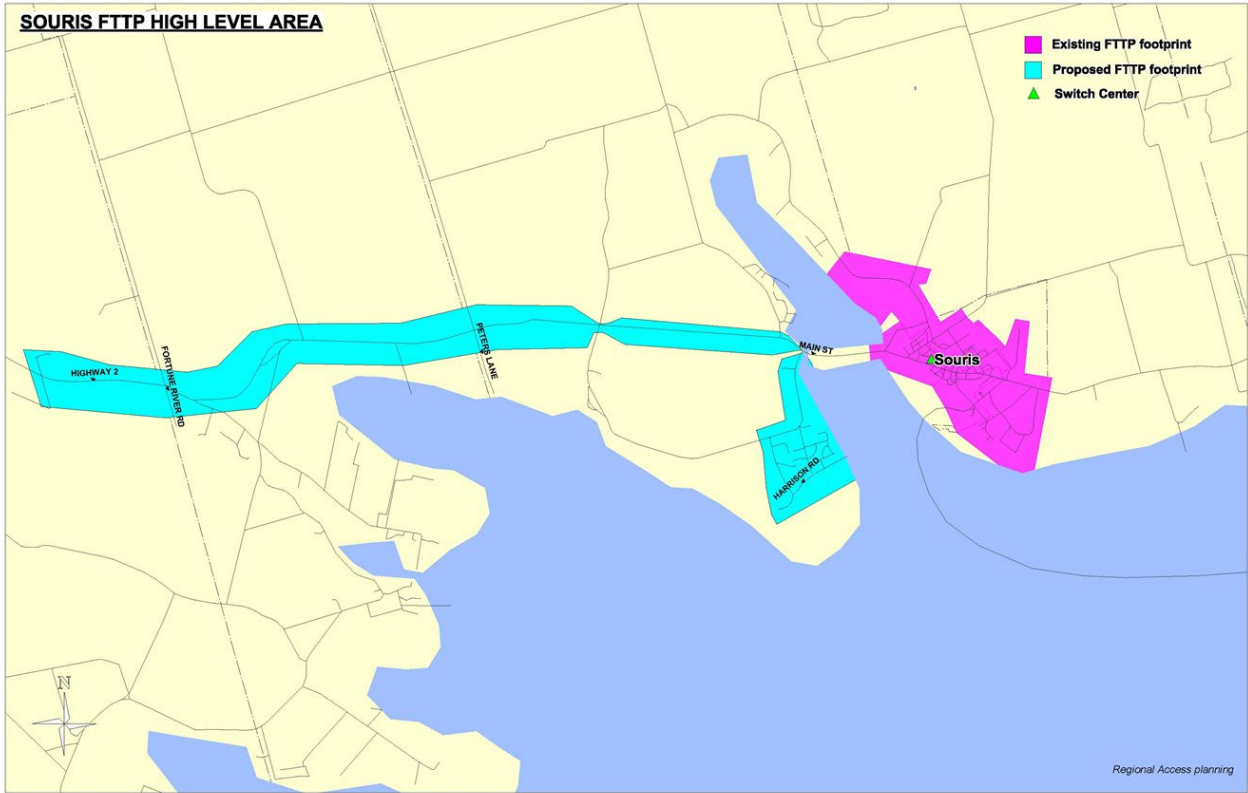 SOURIS FTTP HIGH LEVEL AREA
Existing FTTP footprint
Proposed FTTP footprint
Switch Center
MAIN ST
Souris
PETERS LANE
FORTUNE RIVER RD
HIGHWAY 2
HARRISON RD
N
Regional Access planning